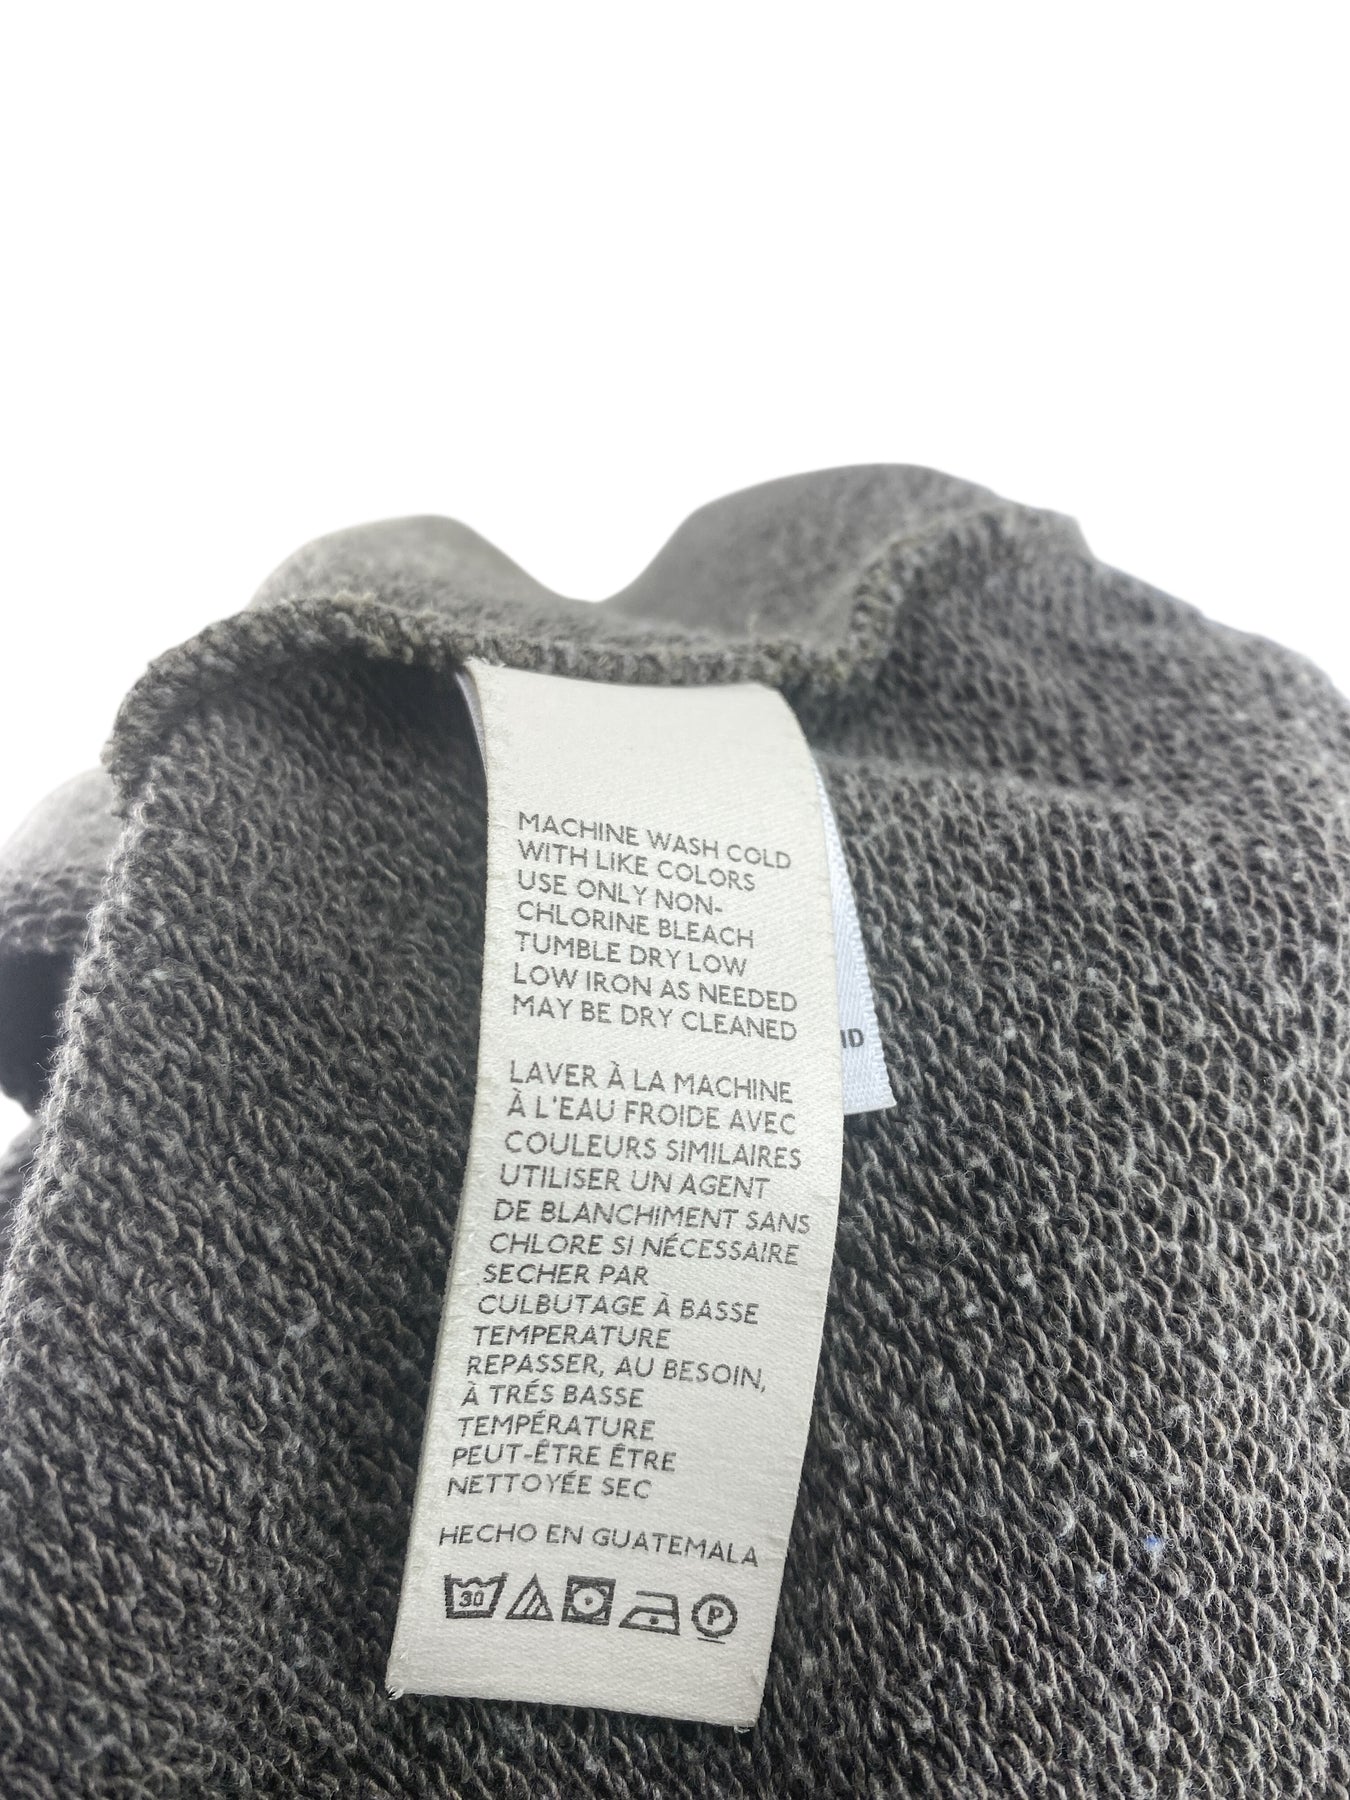 MACHINE WASH COLD
WITH LIKE COLORS
USE ONLY NON-
CHLORINE BLEACH
TUMBLE DRY LOW
LOW IRON AS NEEDED
MAY BE DRY CLEANED
LAVER À LA MACHINE
À L'EAU FROIDE AVEC
COULEURS SIMILAIRES
UTILISER UN AGENT
DE BLANCHIMENT SANS
CHLORE SI NÉCESSAIRE
SECHER PAR
CULBUTAGE À BASSE
TEMPERATURE
REPASSER, AU BESOIN,
À TRÉS BASSE
TEMPÉRATURE
PEUT-ÊTRE ÊTRE
NETTOYÉE SEC
HECHO EN GUATEMALA
30 P